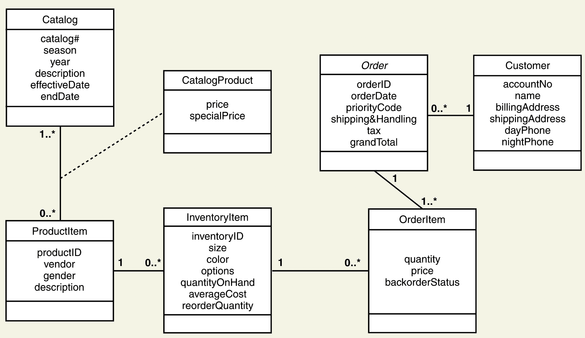 Catalog
catalog#
season
year
description
effectiveDate
endDate
CatalogProduct
price
specialPrice
Order
orderID
orderDate
priorityCode
shipping&Handling
tax
grandTotal
0..*
1
Customer
accountNo
name
billingAddress
shippingAddress
dayPhone
nightPhone
1..*
0..*
1
1..*
ProductItem
productID
vendor
gender
description
1
0..*
InventoryItem
inventoryID
size
color
options
quantityOnHand
averageCost
reorderQuantity
1
0..*
OrderItem
quantity
price
backorderStatus